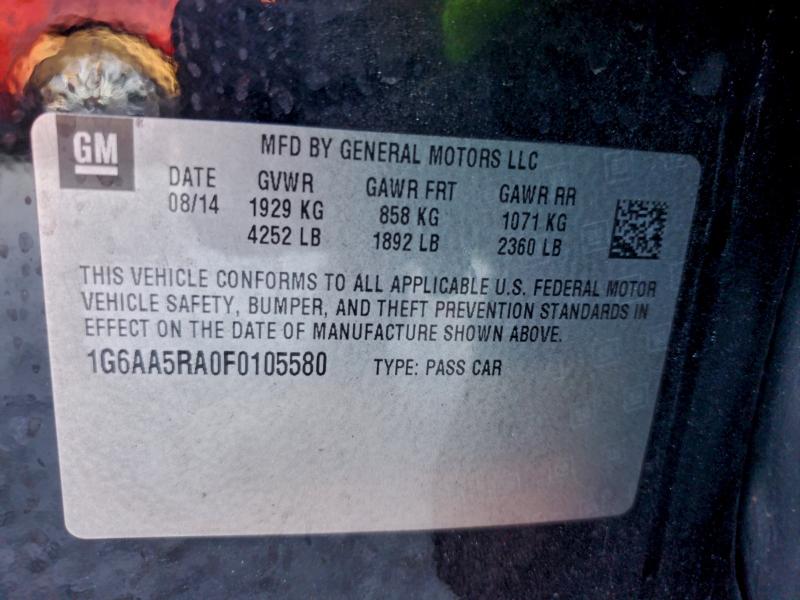 GM
MFD BY GENERAL MOTORS LLC
DATE GVWR GAWR FRT GAWR RR
08/14 1929 KG 858 KG 1071 KG
4252 LB 1892 LB 2360 LB
THIS VEHICLE CONFORMS TO ALL APPLICABLE U.S. FEDERAL MOTOR
VEHICLE SAFETY, BUMPER, AND THEFT PREVENTION STANDARDS IN
EFFECT ON THE DATE OF MANUFACTURE SHOWN ABOVE.
1G6AA5RA0F0105580 TYPE: PASS CAR